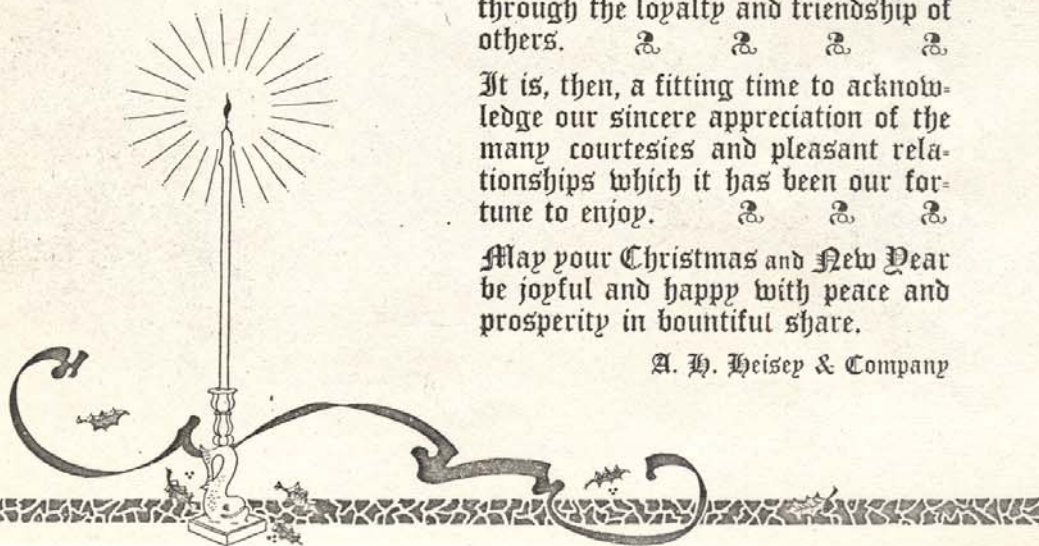 through the loyalty and friendship of
others.
It is, then, a fitting time to acknow=
ledge our sincere appreciation of the
many courtesies and pleasant rela=
tionships which it has been our for=
tune to enjoy.
May your Christmas and New Year
be joyful and happy with peace and
prosperity in bountiful share.
A. H. Heisey & Company